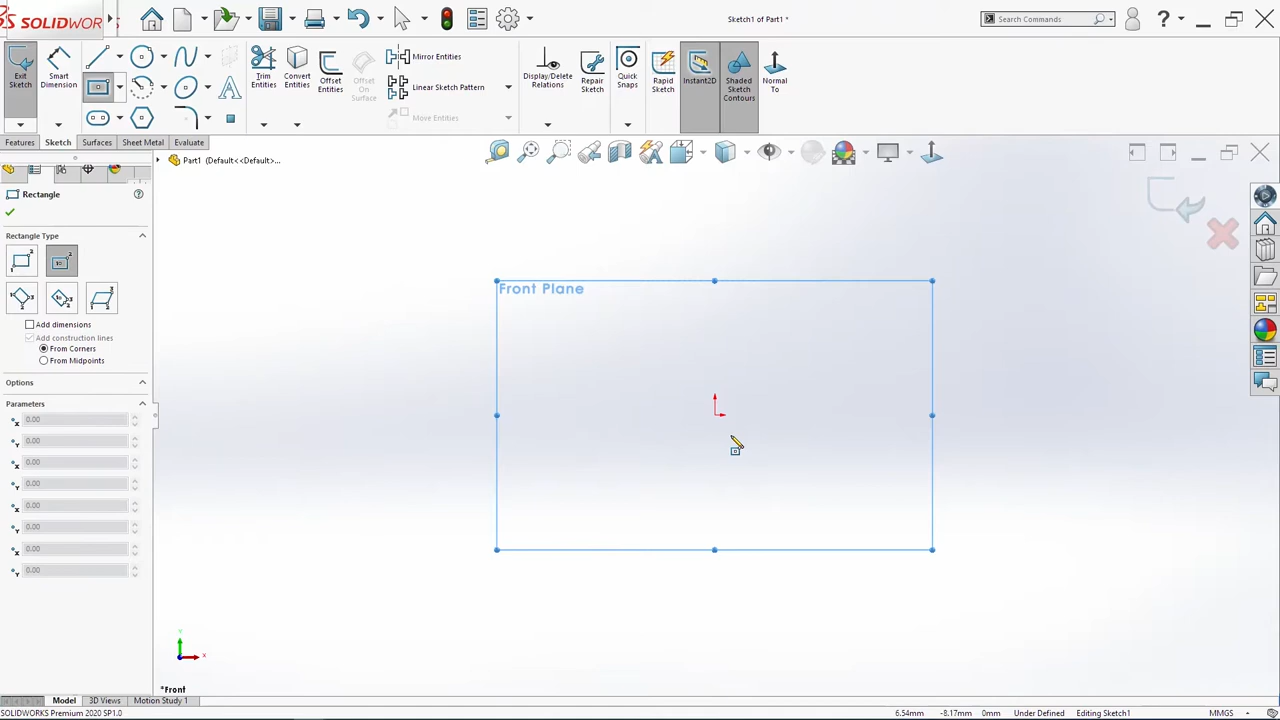 SOLIDWOR
Sketch1 of Part1 *
Search Commands
?
Exit Sketch
Smart Dimension
Trim Entities
Convert Entities
Offset Entities
Offset On Surface
Mirror Entities
Linear Sketch Pattern
Move Entities
Display/Delete Relations
Repair Sketch
Quick Snaps
Rapid Sketch
Instant2D
Shaded Sketch Contours
Normal To
Features
Sketch
Surfaces
Sheet Metal
Evaluate
Part1 (Default<<Default>...
Rectangle
Rectangle Type
Add dimensions
Add construction lines
From Corners
From Midpoints
Options
Parameters
0.00
0.00
0.00
0.00
0.00
0.00
0.00
0.00
Front Plane
Y
X
*Front
Model
3D Views
Motion Study 1
SOLIDWORKS Premium 2020 SP1.0
6.54mm
-8.17mm
0mm
Under Defined
Editing Sketch1
MMGS